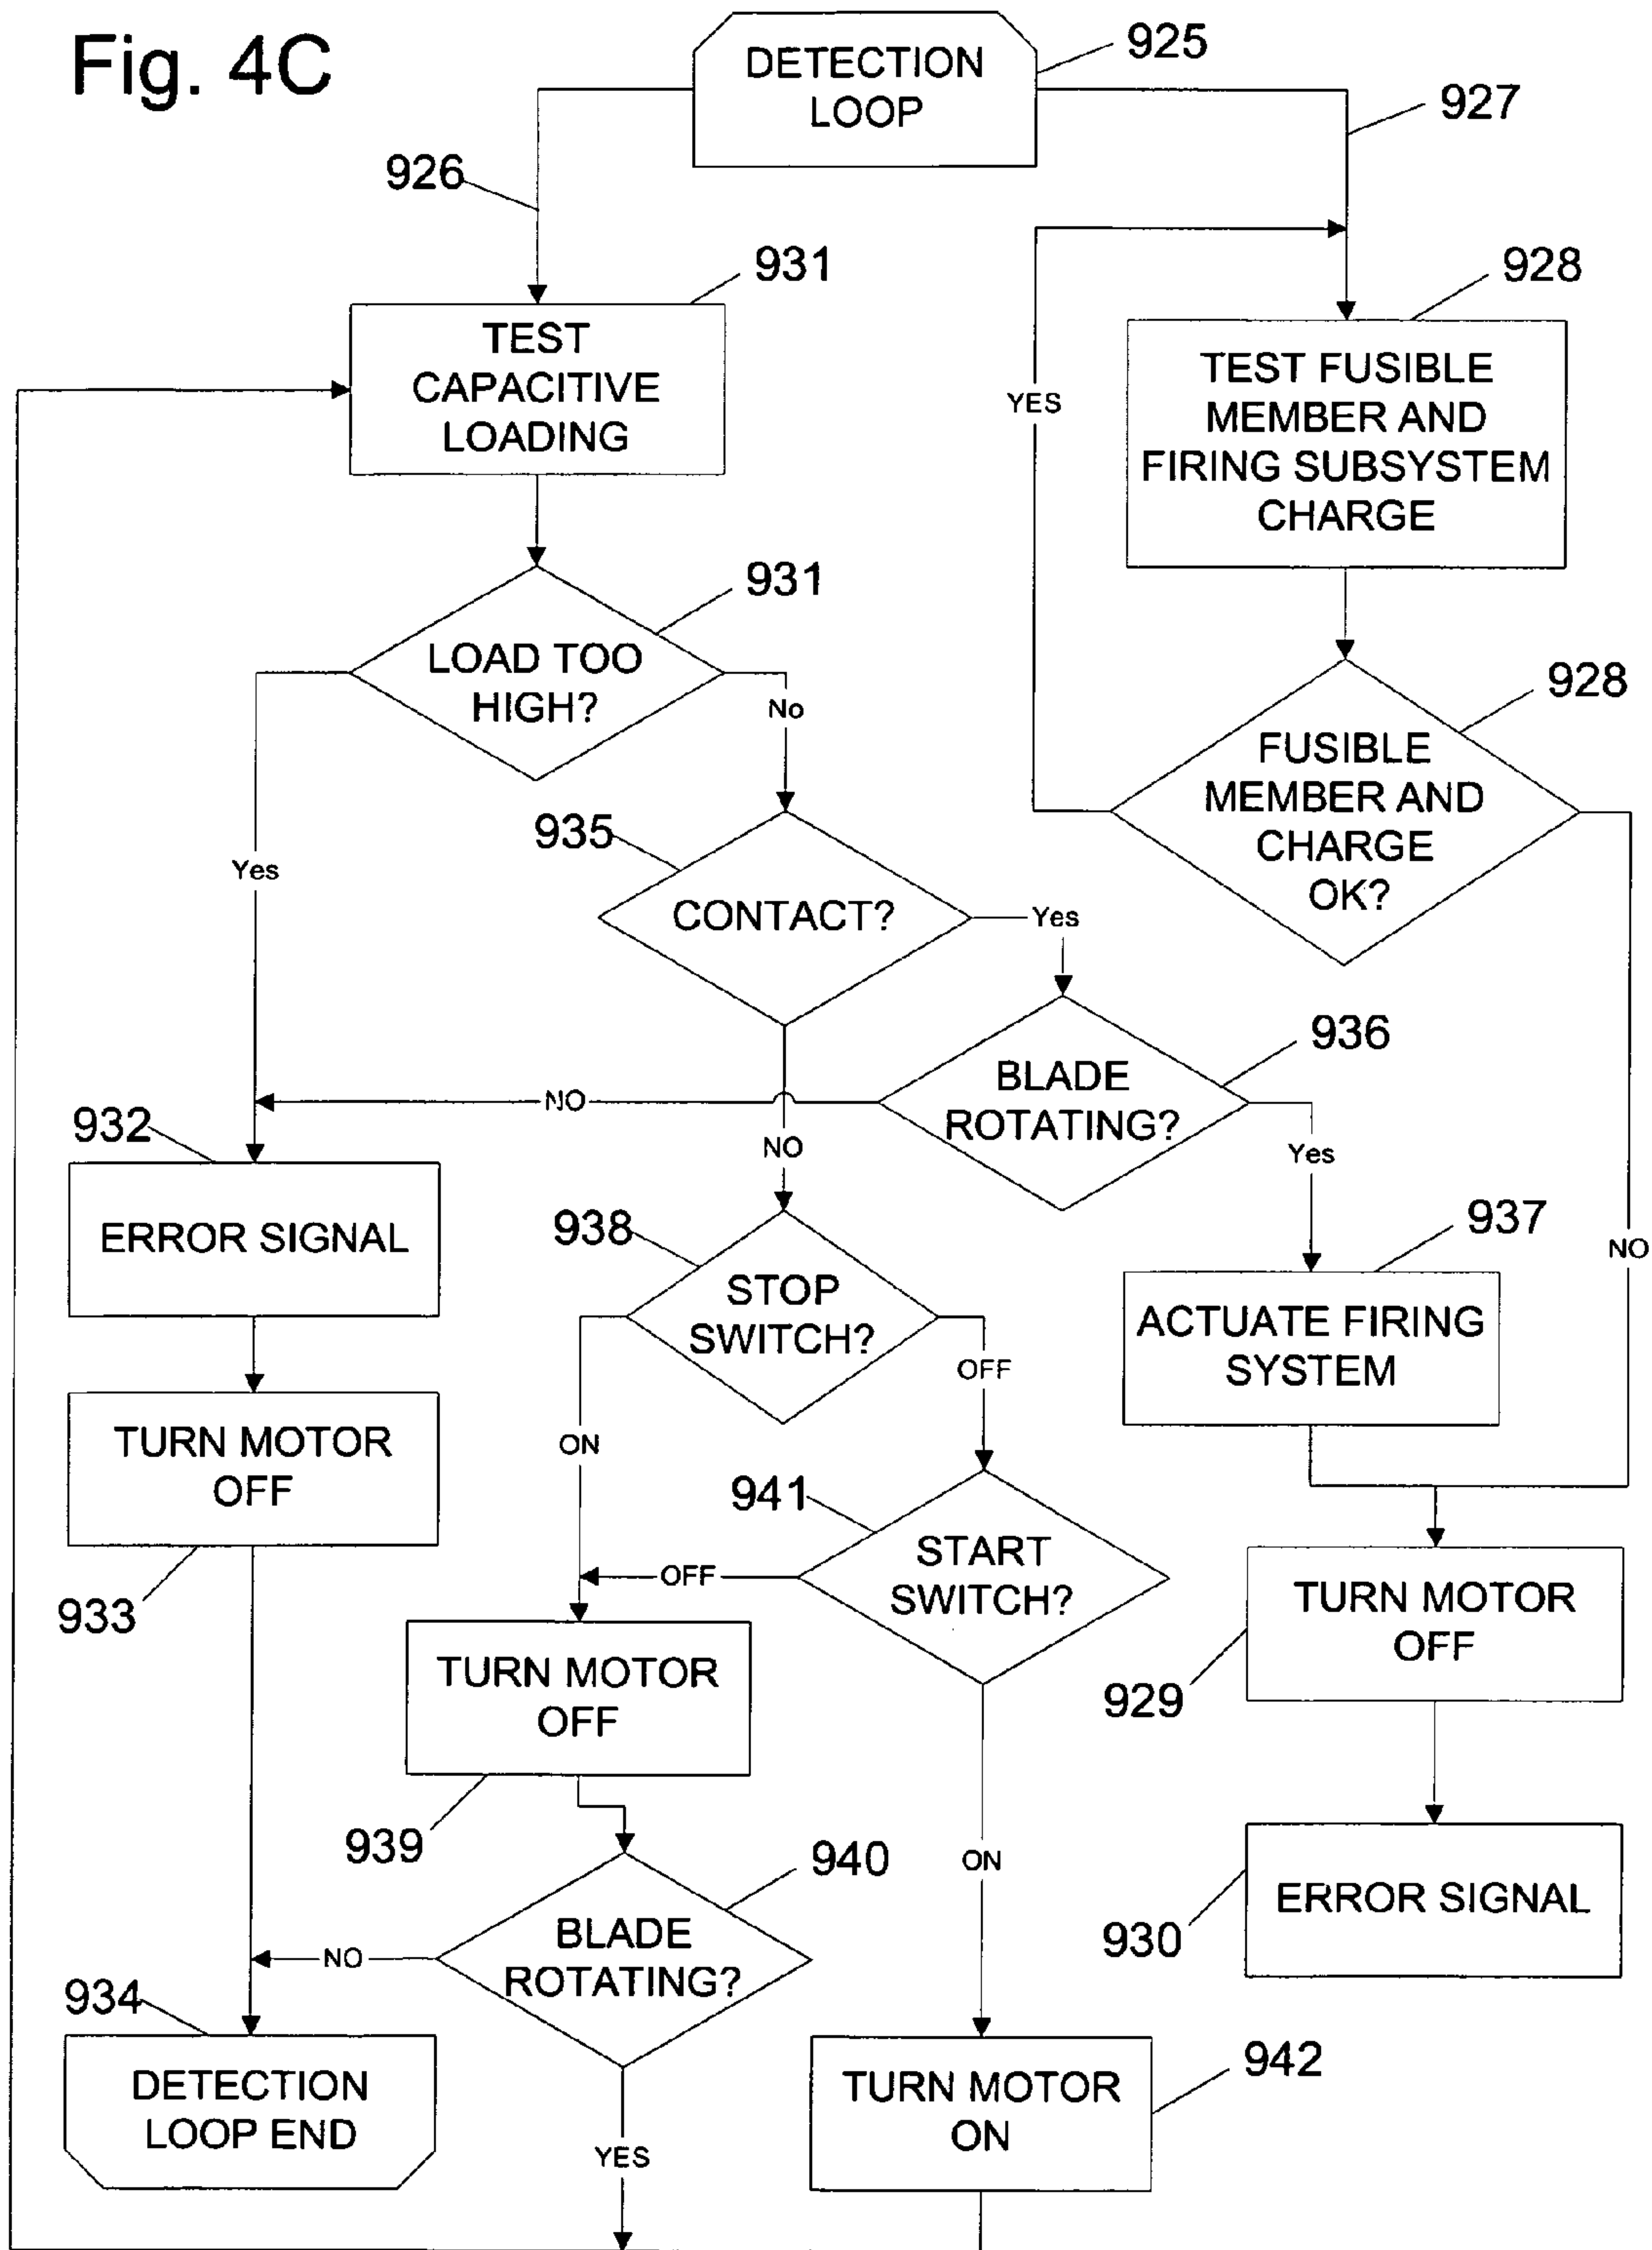 Fig. 4C
DETECTION
LOOP
925
927
926
931
TEST
CAPACITIVE
LOADING
928
TEST FUSIBLE
MEMBER AND
FIRING SUBSYSTEM
CHARGE
YES
931
LOAD TOO
HIGH?
No
Yes
928
FUSIBLE
MEMBER AND
CHARGE
OK?
935
CONTACT?
Yes
936
BLADE
ROTATING?
NO
NO
Yes
932
ERROR SIGNAL
938
STOP
SWITCH?
937
NO
ACTUATE FIRING
SYSTEM
OFF
ON
TURN MOTOR
OFF
933
941
START
SWITCH?
OFF
TURN MOTOR
OFF
929
TURN MOTOR
OFF
939
940
ON
ERROR SIGNAL
930
BLADE
ROTATING?
NO
934
DETECTION
LOOP END
YES
942
TURN MOTOR
ON